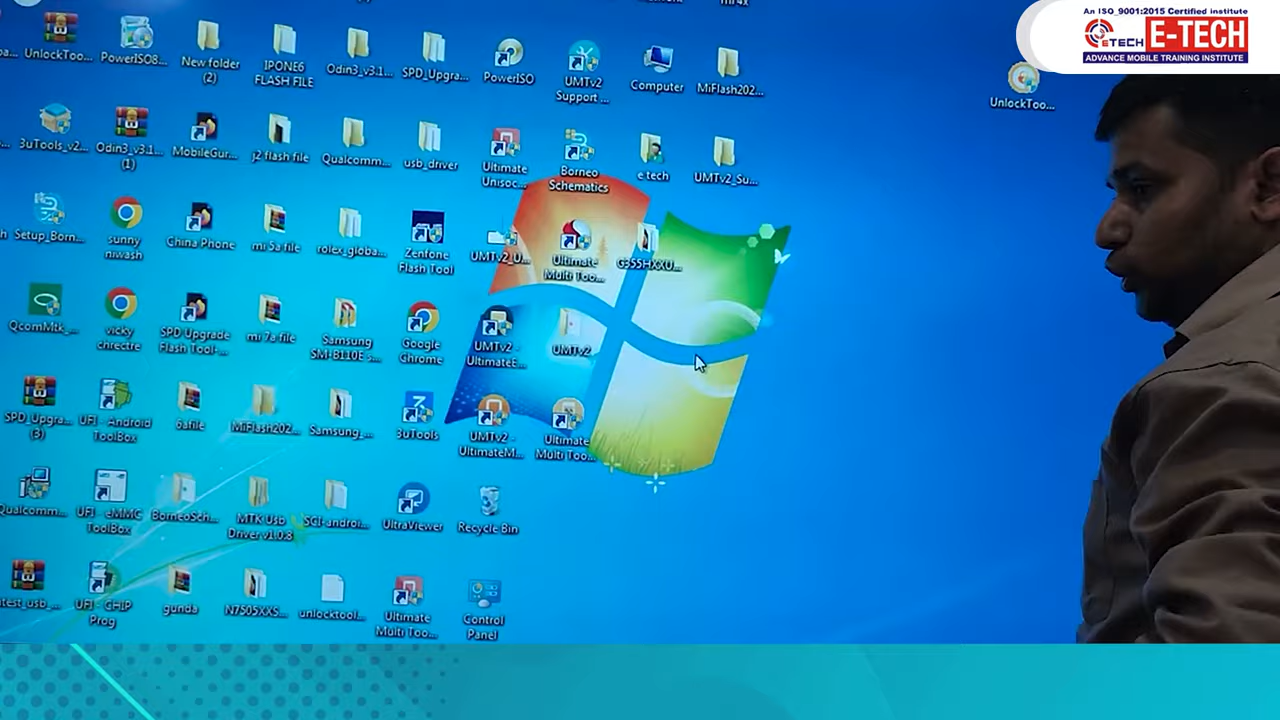 An ISO 9001:2015 Certified institute
ETECH E-TECH
ADVANCE MOBILE TRAINING INSTITUTE
UnlockToo...
PowerISO8...
New folder
(2)
IPONE6
FLASH FILE
Odin3_v3.1...
SPD_Upgra...
PowerISO
UMTv2
Support ...
Computer
MiFlash202...
UnlockToo...
3uTools_v2...
Odin3_v3.1...
(1)
MobileGur...
j2 flash file
Qualcomm...
usb_driver
Ultimate
Unisoc...
Borneo
Schematics
e tech
UMTv2_Su...
Setup_Born...
sunny
niwash
China Phone
mi 5a file
rolex_globa...
Zenfone
Flash Tool
UMTv2_U...
Ultimate
Multi Too...
G355HXXU...
QcomMtk_...
vicky
chrectre
SPD Upgrade
Flash Tool-...
mi 7a file
Samsung
SM-B110E s...
Google
Chrome
UMTv2 -
UltimateE...
UMTv2
SPD_Upgra...
(3)
UFI - Android
ToolBox
6afile
MiFlash202...
Samsung_...
3uTools
UMTv2 -
UltimateM...
Ultimate
Multi Too...
Qualcomm...
UFI - eMMC
ToolBox
BorneoSch...
MTK Usb
Driver v1.0.8
SCI-androi...
UltraViewer
Recycle Bin
test_usb_...
UFI - CHIP
Prog
gunda
N7505XXS...
unlocktool...
Ultimate
Multi Too...
Control
Panel